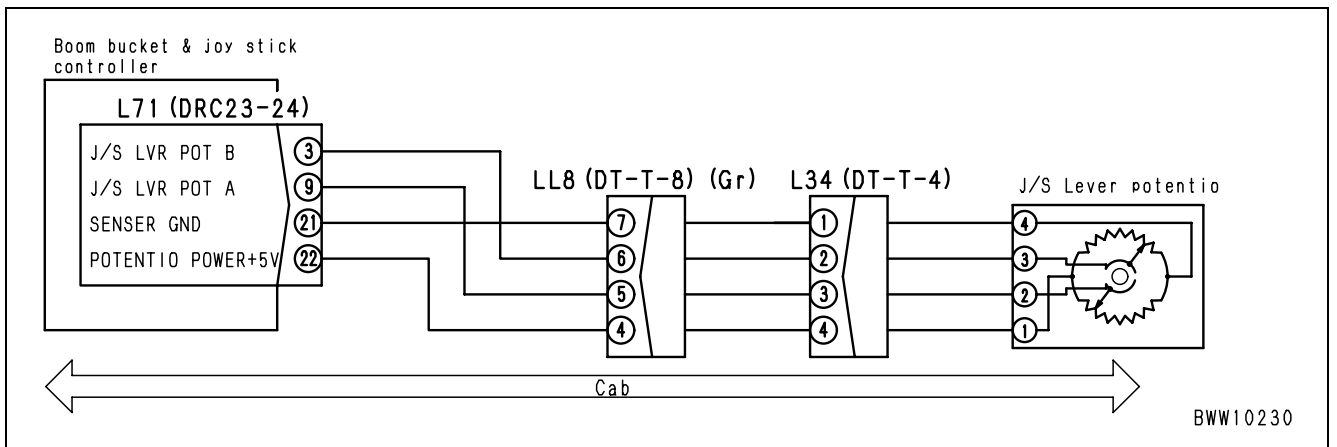 Boom bucket & joy stick
controller
L71 (DRC23-24)
J/S LVR POT B 3
J/S LVR POT A 9
SENSER GND 21
POTENTIO POWER+5V 22
LL8 (DT-T-8) (Gr)
7
6
5
4
L34 (DT-T-4)
1
2
3
4
J/S Lever potentio
4
3
2
1
Cab
BWW10230